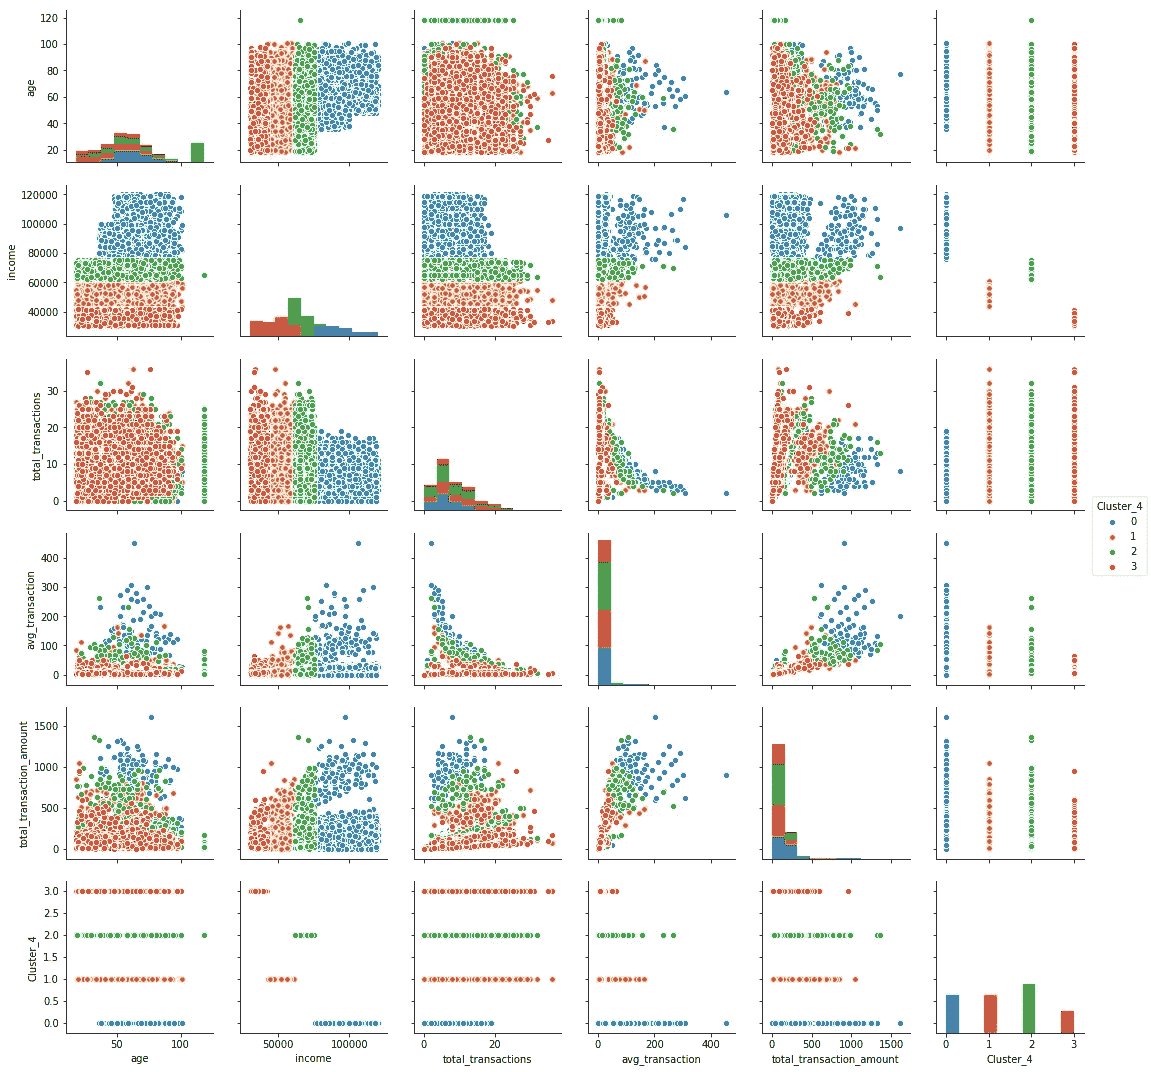 120
100
80
60
40
20
age
120000
100000
80000
60000
40000
income
30
20
10
0
total_transactions
400
300
200
100
0
avg_transaction
1500
1000
500
0
total_transaction_amount
3.0
2.5
2.0
1.5
1.0
0.5
0.0
Cluster_4
50 100
age
50000 100000
income
0 20
total_transactions
0 200 400
avg_transaction
0 500 1000 1500
total_transaction_amount
0 1 2 3
Cluster_4
Cluster_4
0
1
2
3